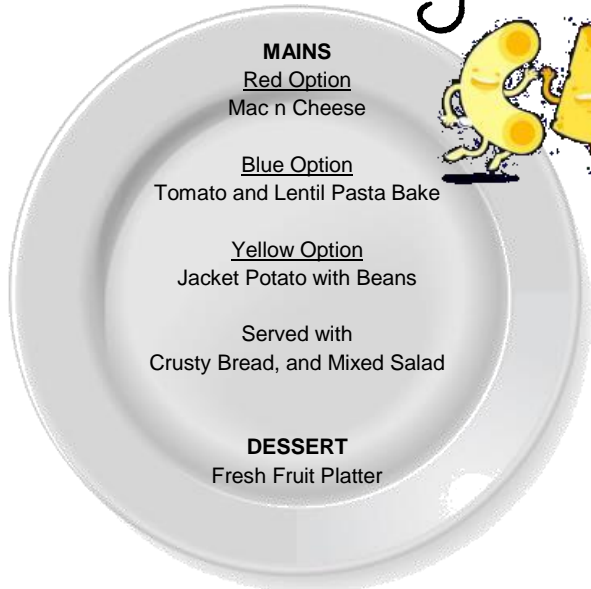 MAINS
Red Option
Mac n Cheese
Blue Option
Tomato and Lentil Pasta Bake
Yellow Option
Jacket Potato with Beans
Served with
Crusty Bread, and Mixed Salad
DESSERT
Fresh Fruit Platter